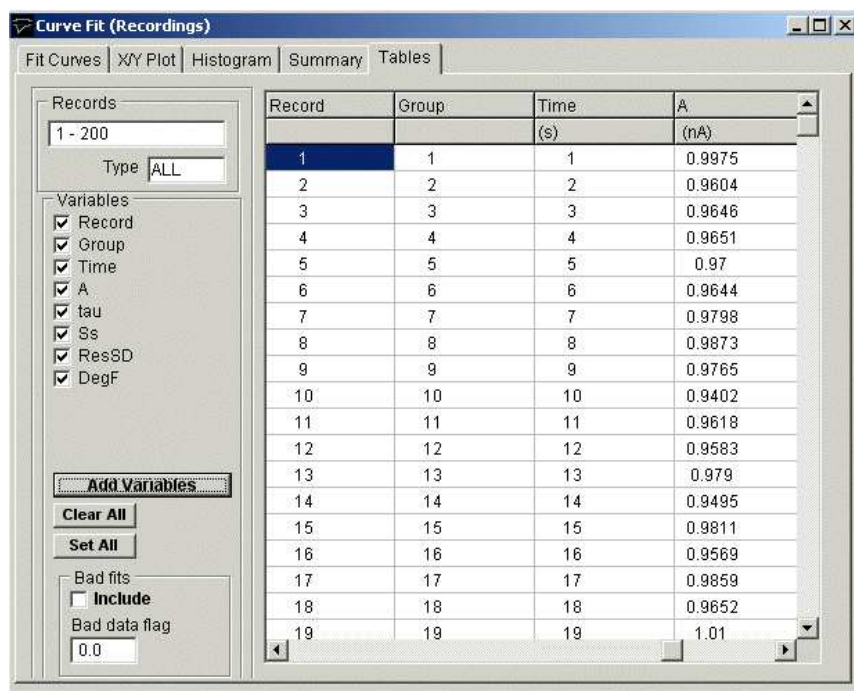 Curve Fit (Recordings)
Fit Curves X/Y Plot Histogram Summary Tables
Records
1 - 200
Type ALL
Variables
Record
Group
Time
A
tau
Ss
ResSD
DegF
Add Variables
Clear All
Set All
Bad fits
Include
Bad data flag
0.0
Record Group Time A
(s) (nA)
1 1 1 0.9975
2 2 2 0.9604
3 3 3 0.9646
4 4 4 0.9651
5 5 5 0.97
6 6 6 0.9644
7 7 7 0.9798
8 8 8 0.9873
9 9 9 0.9765
10 10 10 0.9402
11 11 11 0.9618
12 12 12 0.9583
13 13 13 0.979
14 14 14 0.9495
15 15 15 0.9811
16 16 16 0.9569
17 17 17 0.9859
18 18 18 0.9652
19 19 19 1.01